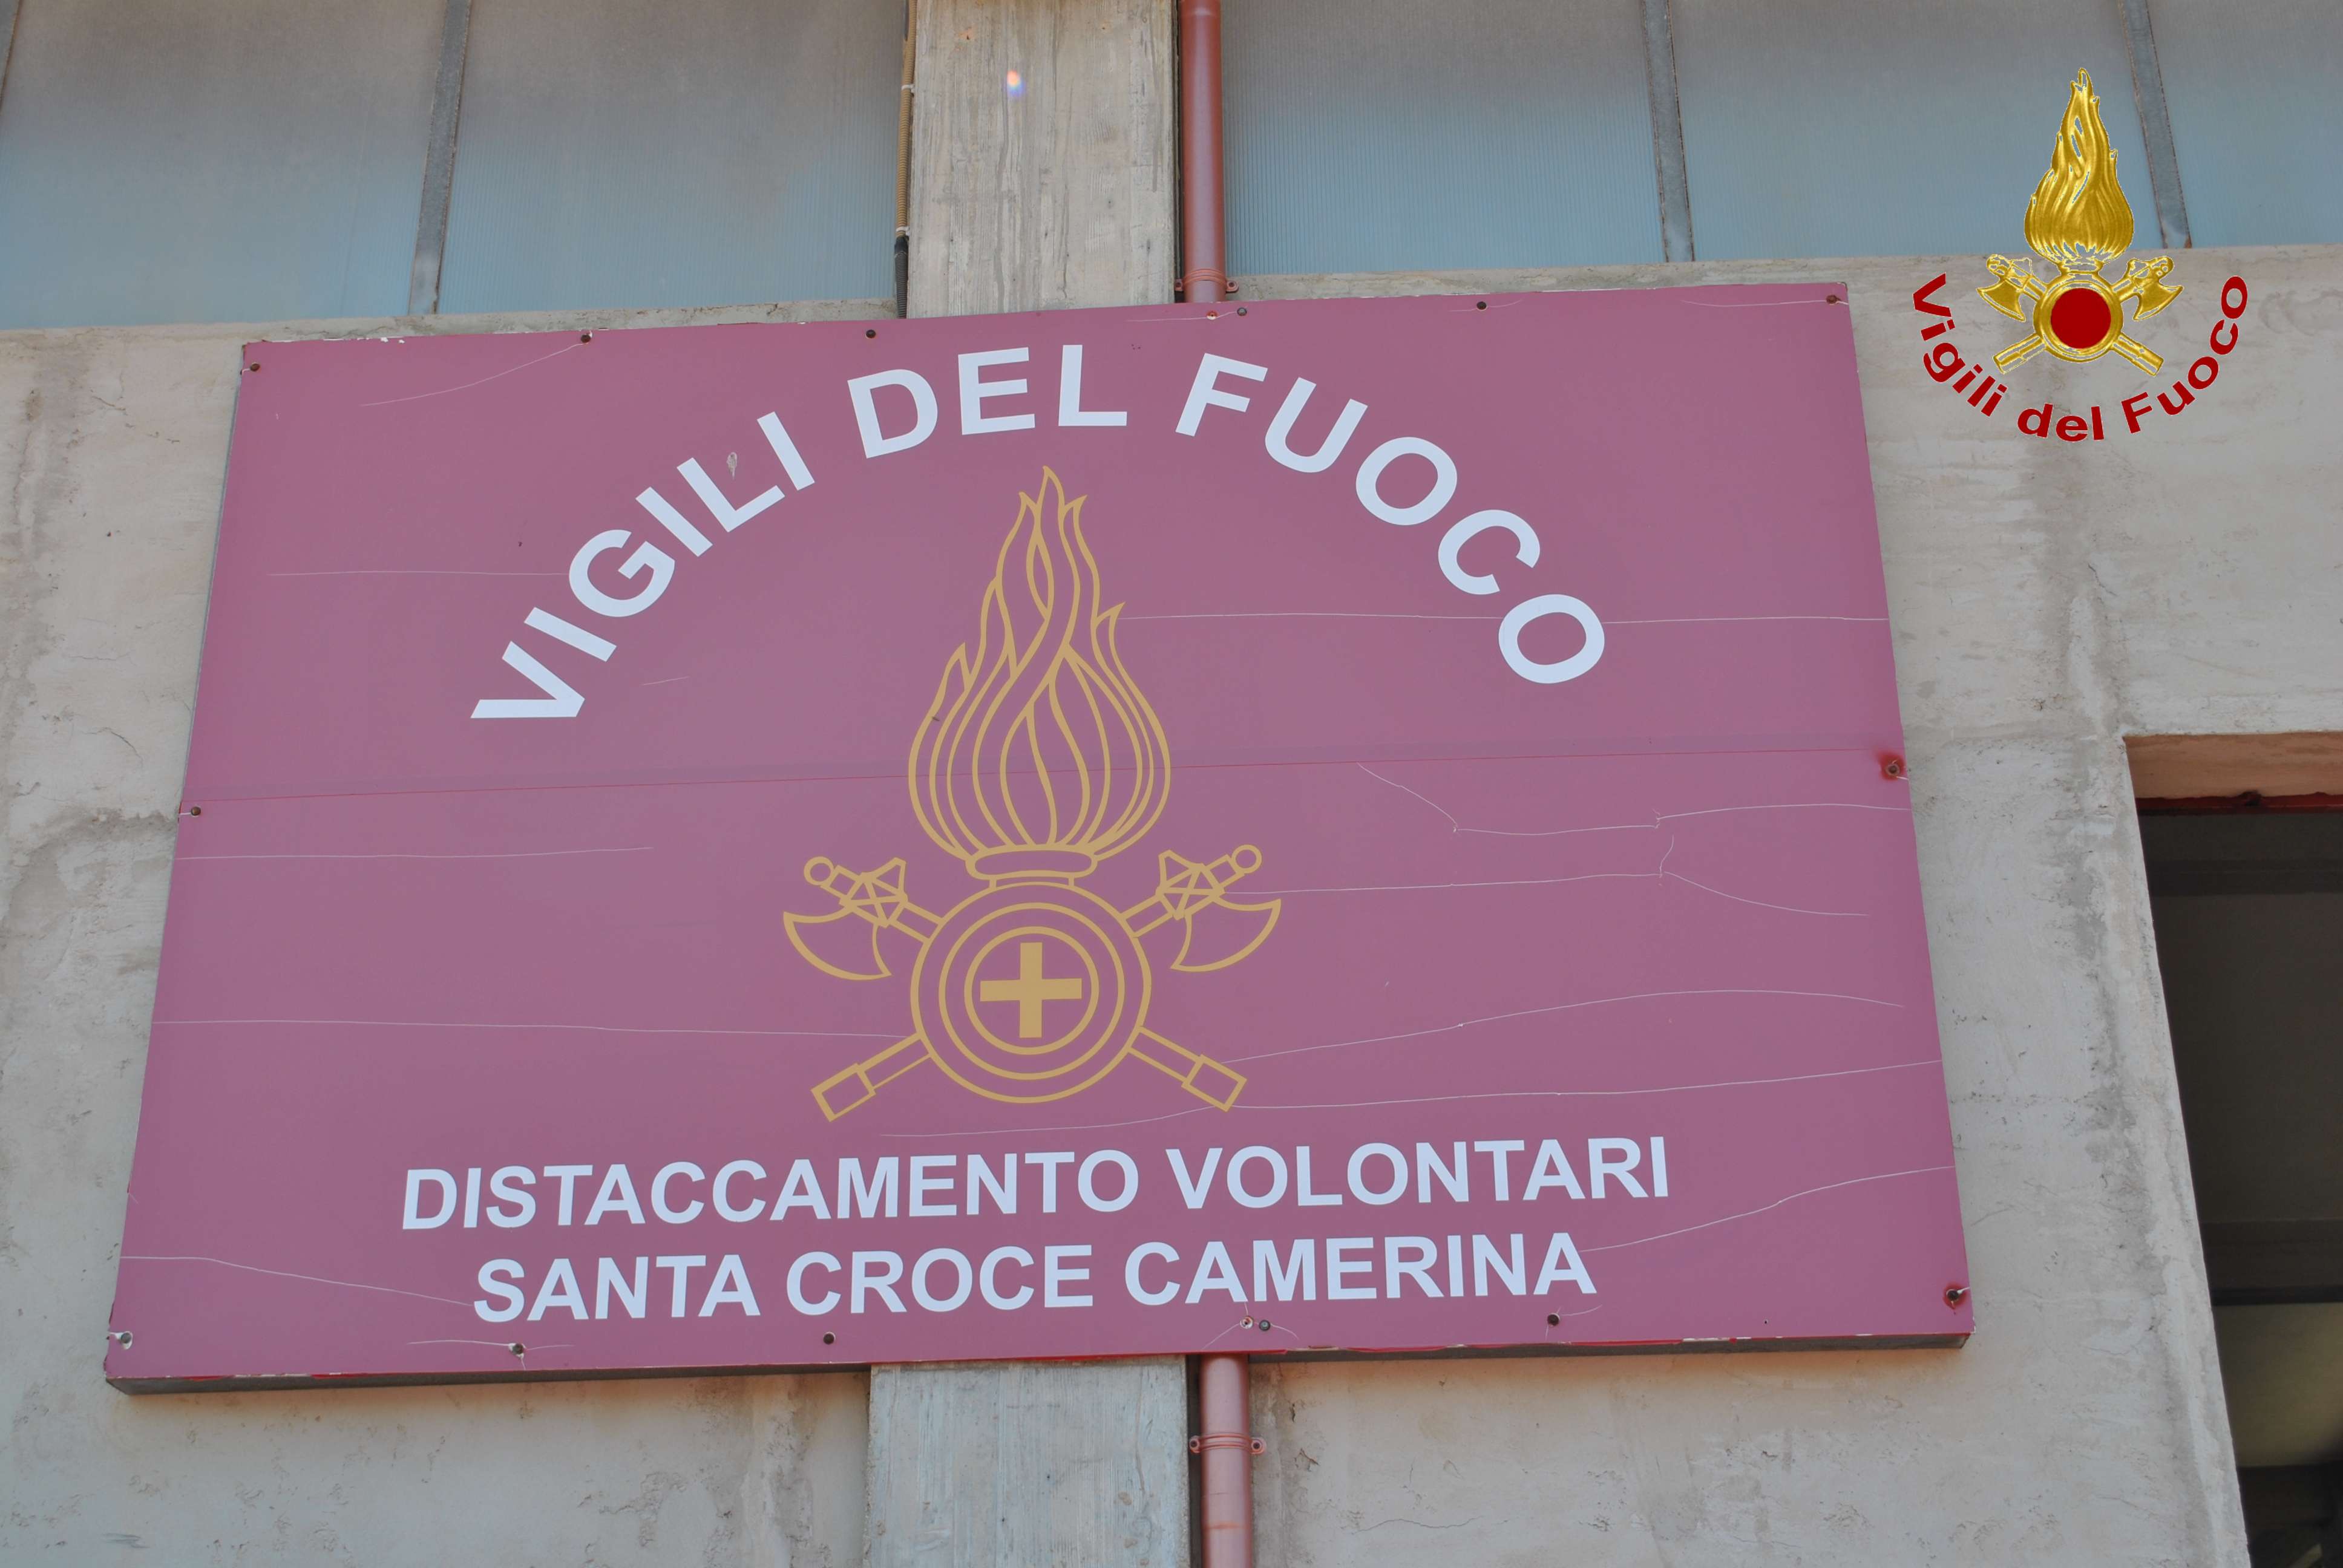 VIGILI DEL FUOCO
DISTACCAMENTO VOLONTARI
SANTA CROCE CAMERINA
Vigili del Fuoco